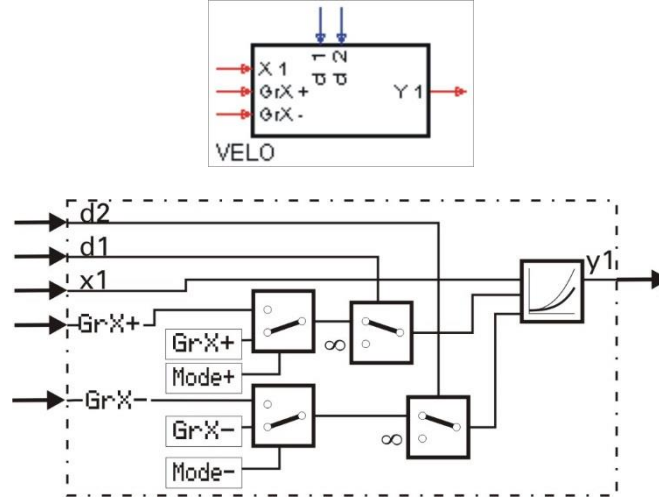 X 1
GrX +
GrX -
d 1
d 2
Y 1
VELO
d2
d1
x1
y1
GrX+
GrX+
∞
Mode+
GrX-
GrX-
∞
Mode-